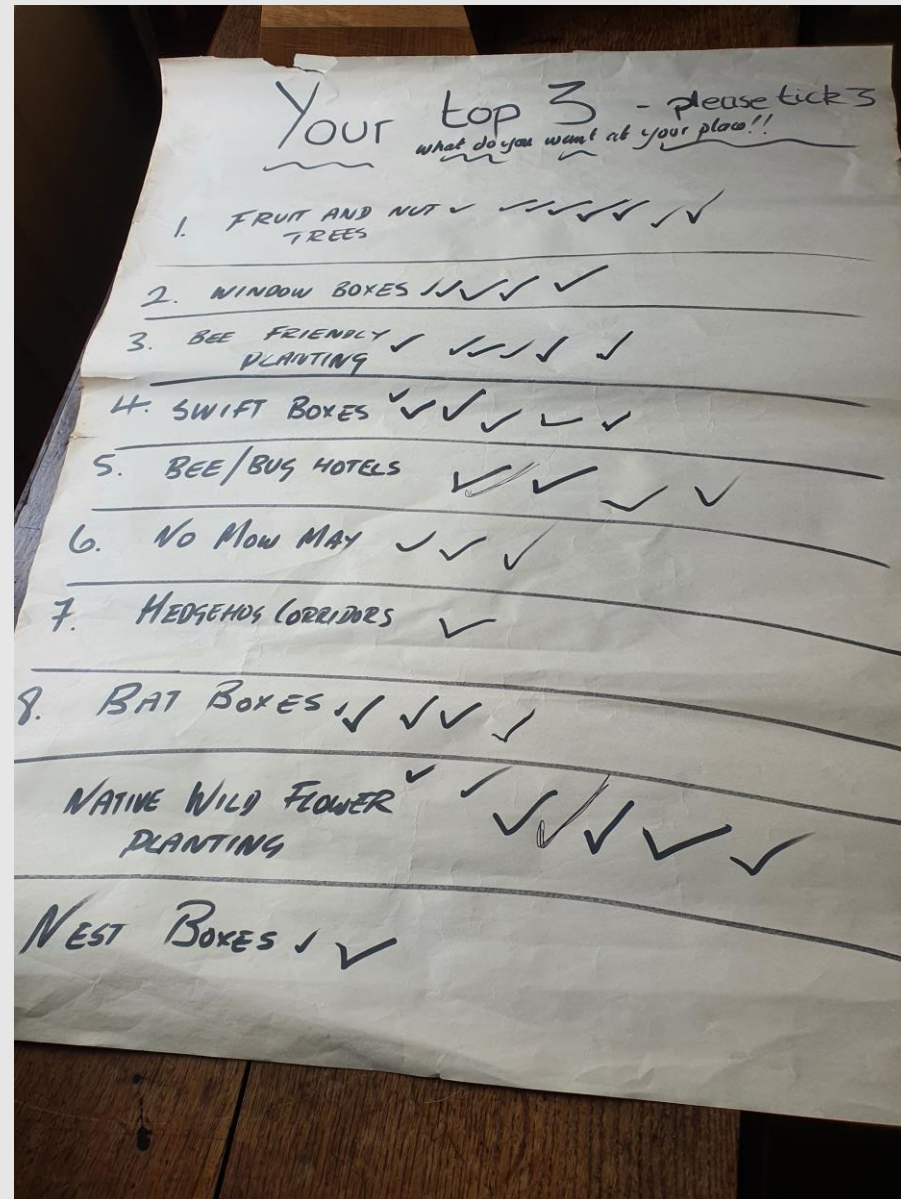 Your top 3 - please tick 3
what do you want at your place!!
1. FRUIT AND NUT
TREES
2. WINDOW BOXES
3. BEE FRIENDLY
PLANTING
4. SWIFT BOXES
5. BEE/BUG HOTELS
6. NO MOW MAY
7. HEDGEHOG CORRIDORS
8. BAT BOXES
NATIVE WILD FLOWER
PLANTING
NEST BOXES